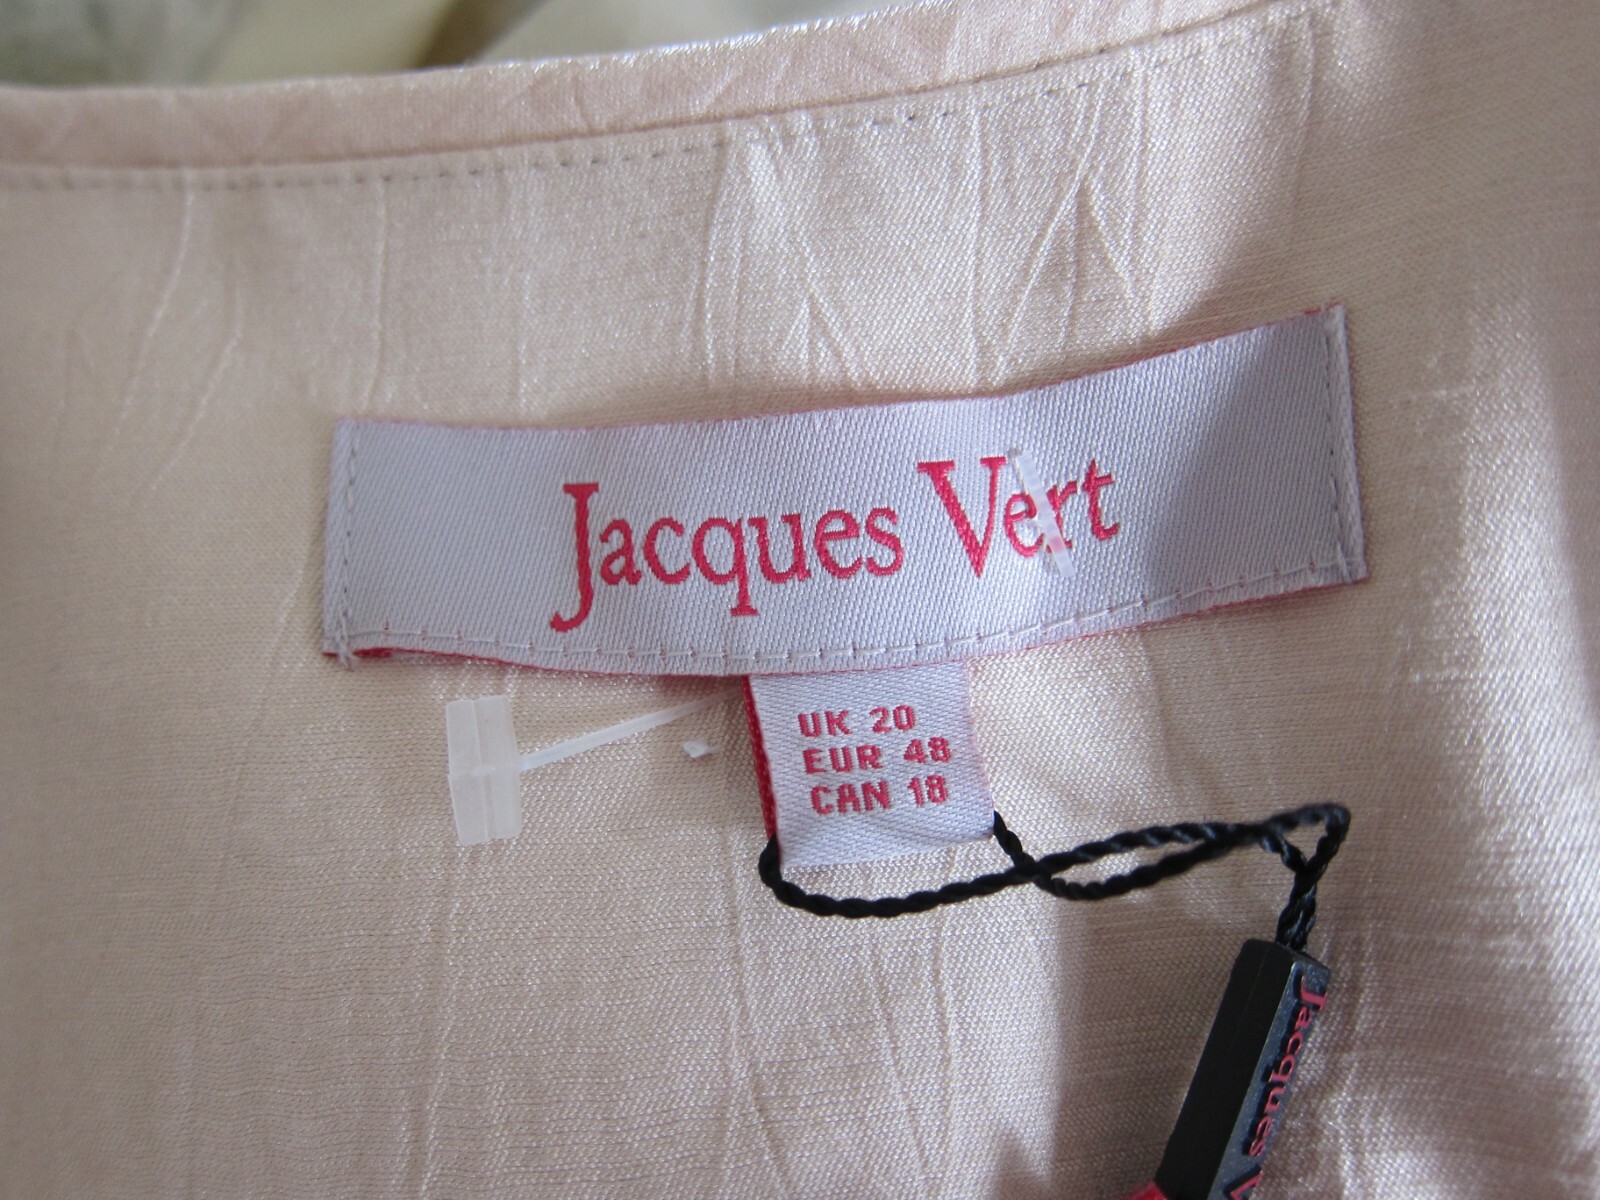 Jacques Vert
UK 20
EUR 48
CAN 18
Jacques V